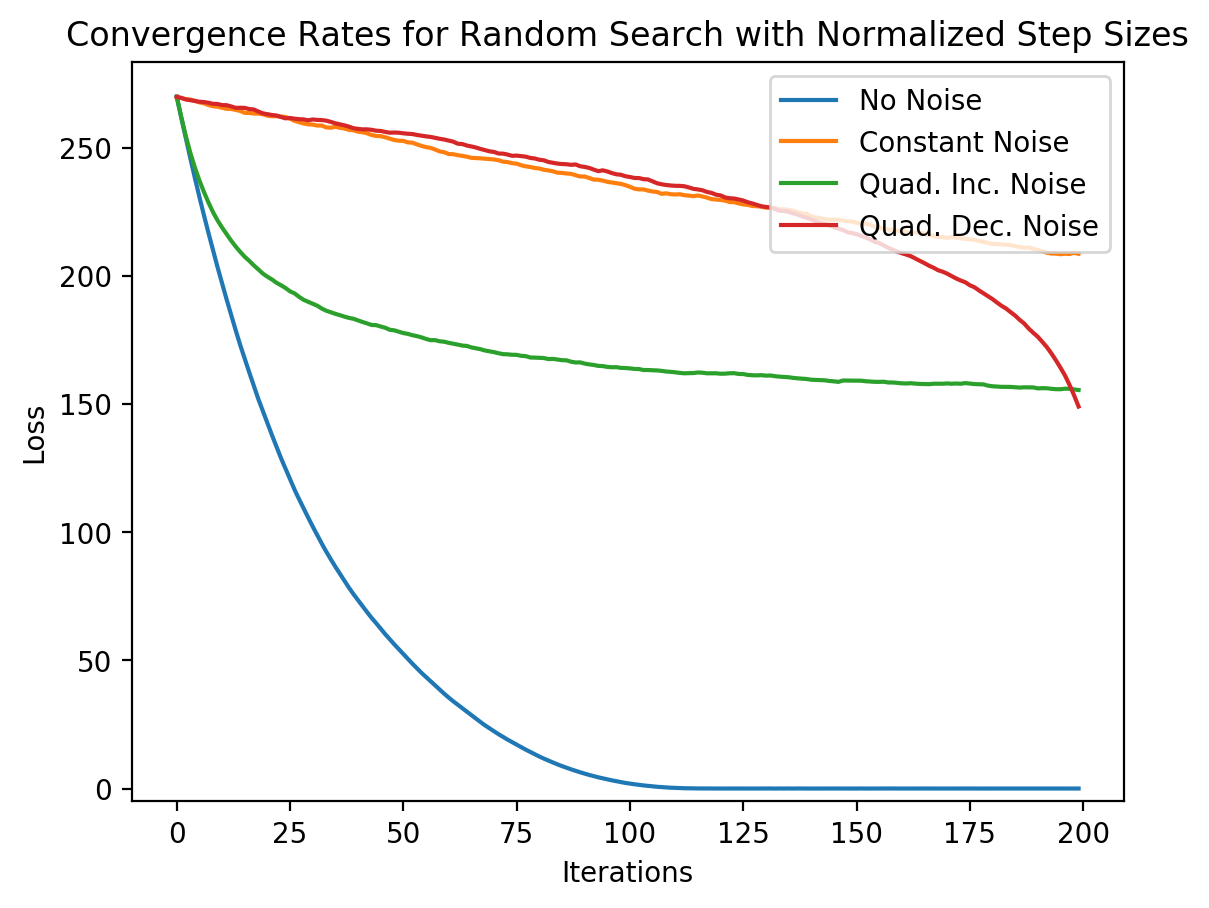 Convergence Rates for Random Search with Normalized Step Sizes
No Noise
Constant Noise
Quad. Inc. Noise
Quad. Dec. Noise
Loss
250
200
150
100
50
0
0 25 50 75 100 125 150 175 200
Iterations